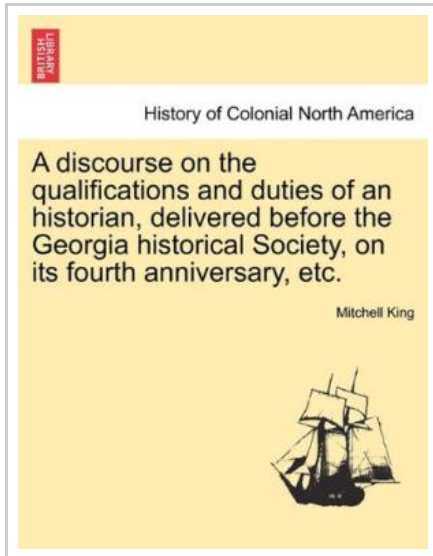 BRITISH
LIBRARY
History of Colonial North America
A discourse on the
qualifications and duties of an
historian, delivered before the
Georgia historical Society, on
its fourth anniversary, etc.
Mitchell King